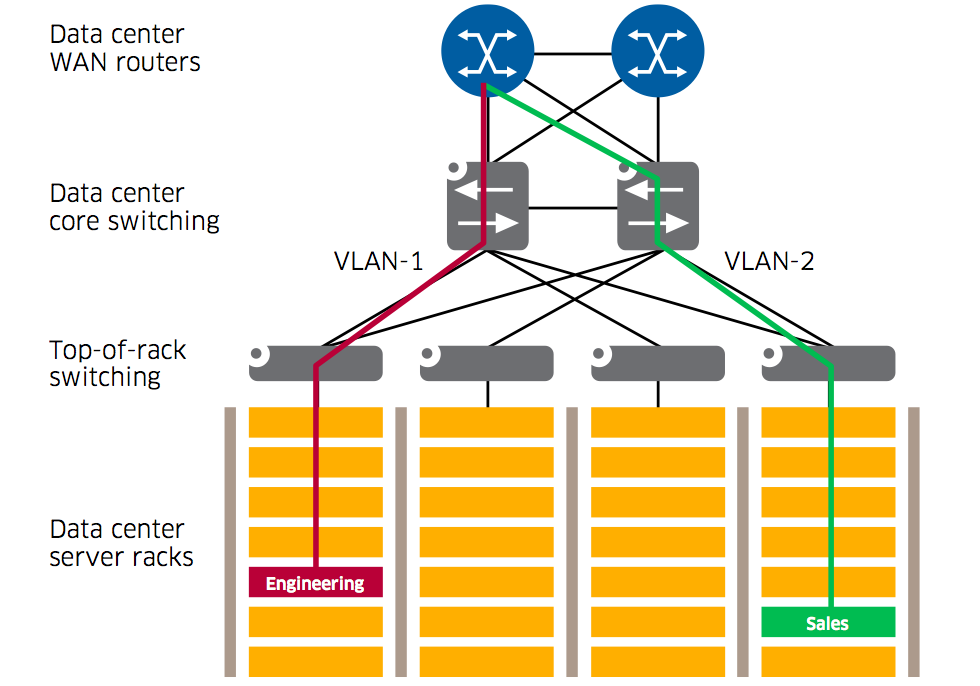 Data center
WAN routers
Data center
core switching
VLAN-1
VLAN-2
Top-of-rack
switching
Data center
server racks
Engineering
Sales